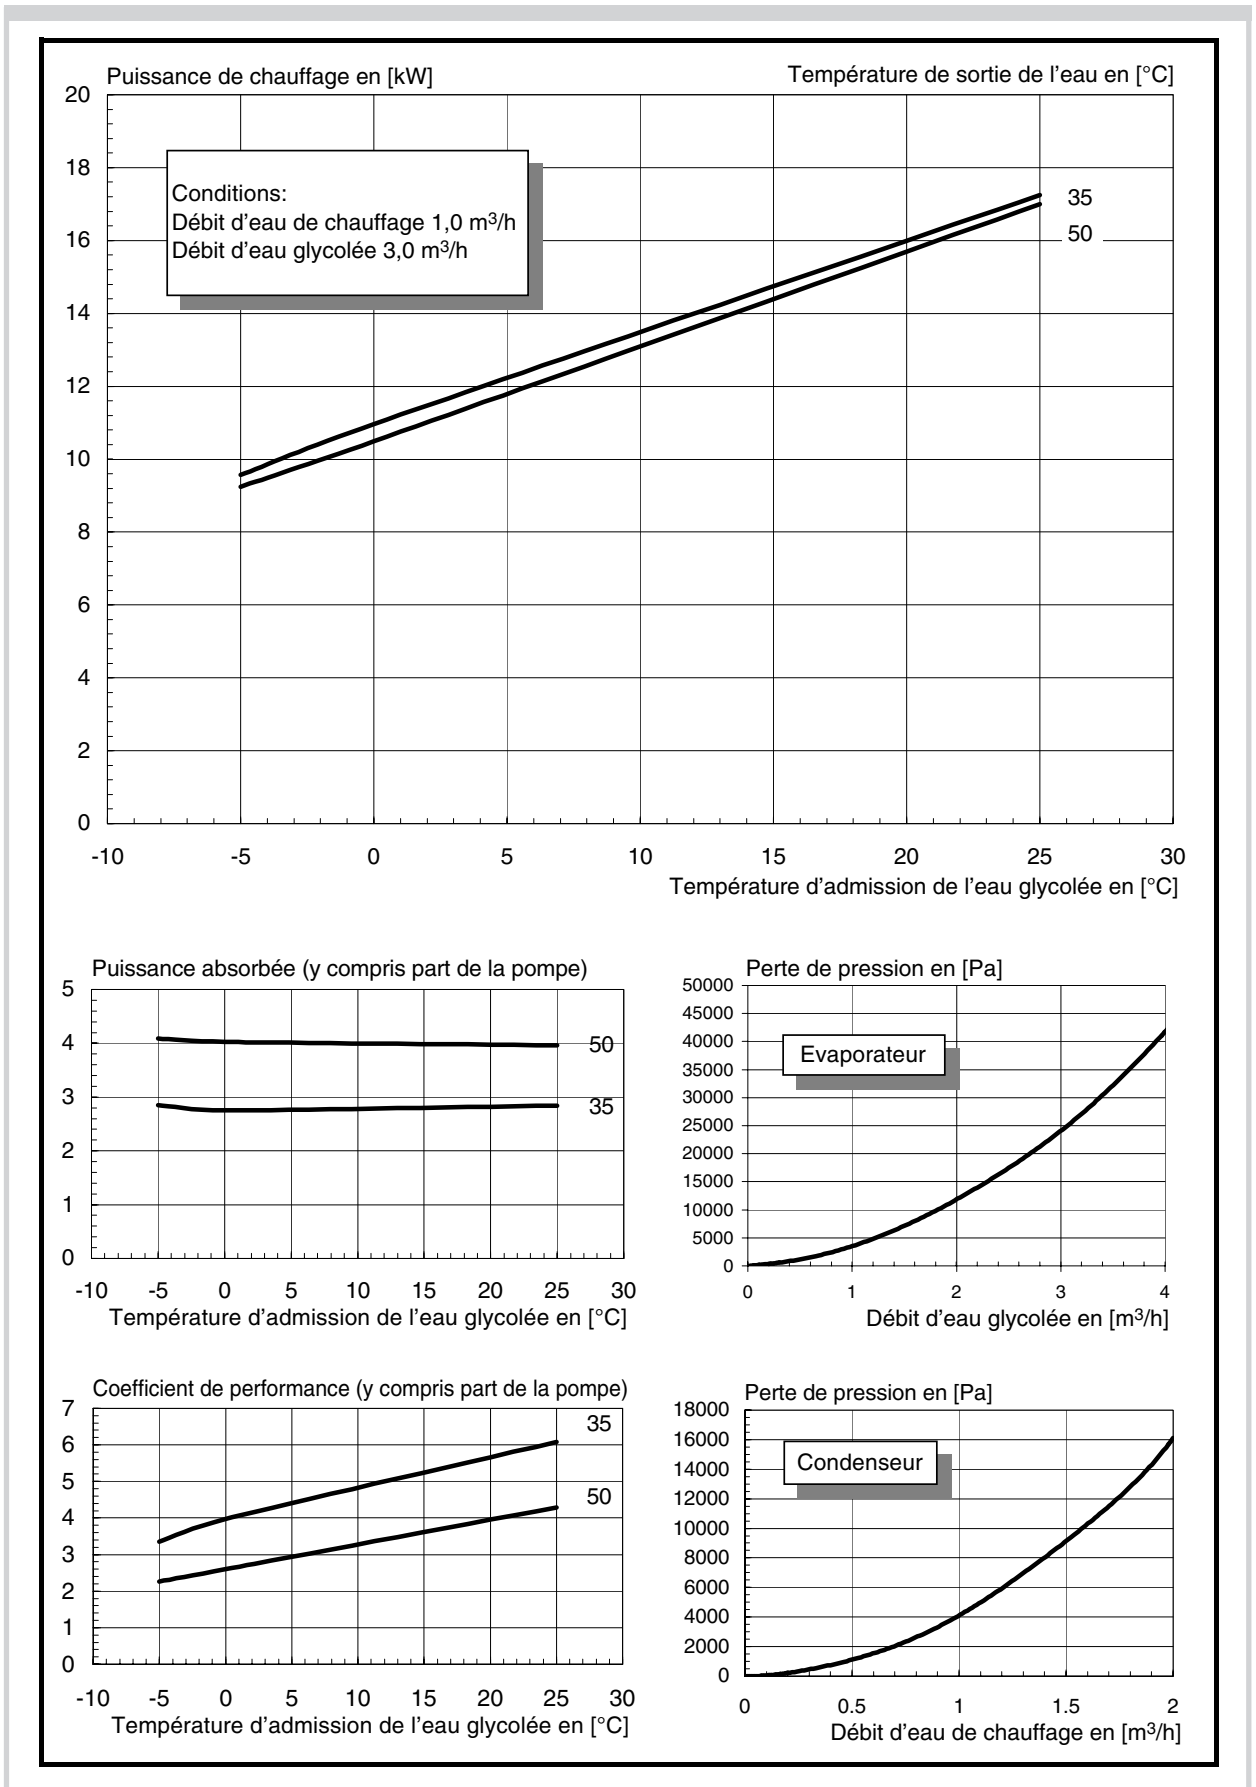 Puissance de chauffage en [kW] Température de sortie de l'eau en [°C]
20
18
Conditions:
Débit d'eau de chauffage 1,0 m³/h
Débit d'eau glycolée 3,0 m³/h
35
50
16
14
12
10
8
6
4
2
0
-10 -5 0 5 10 15 20 25 30
Température d'admission de l'eau glycolée en [°C]
Puissance absorbée (y compris part de la pompe)
5
4
3
2
1
0
50
35
-10 -5 0 5 10 15 20 25 30
Température d'admission de l'eau glycolée en [°C]
Perte de pression en [Pa]
50000
45000
40000
35000
30000
25000
20000
15000
10000
5000
0
Evaporateur
0 1 2 3 4
Débit d'eau glycolée en [m³/h]
Coefficient de performance (y compris part de la pompe)
7
6
5
4
3
2
1
0
35
50
-10 -5 0 5 10 15 20 25 30
Température d'admission de l'eau glycolée en [°C]
Perte de pression en [Pa]
18000
16000
14000
12000
10000
8000
6000
4000
2000
0
Condenseur
0 0.5 1 1.5 2
Débit d'eau de chauffage en [m³/h]